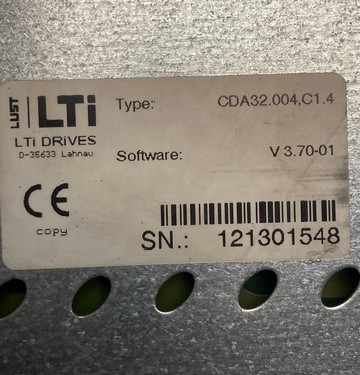 LUST LTi
LTi DRiVES
D-35633 Lahnau
Type: CDA32.004,C1.4
Software: V 3.70-01
CE
copy
SN.: 121301548